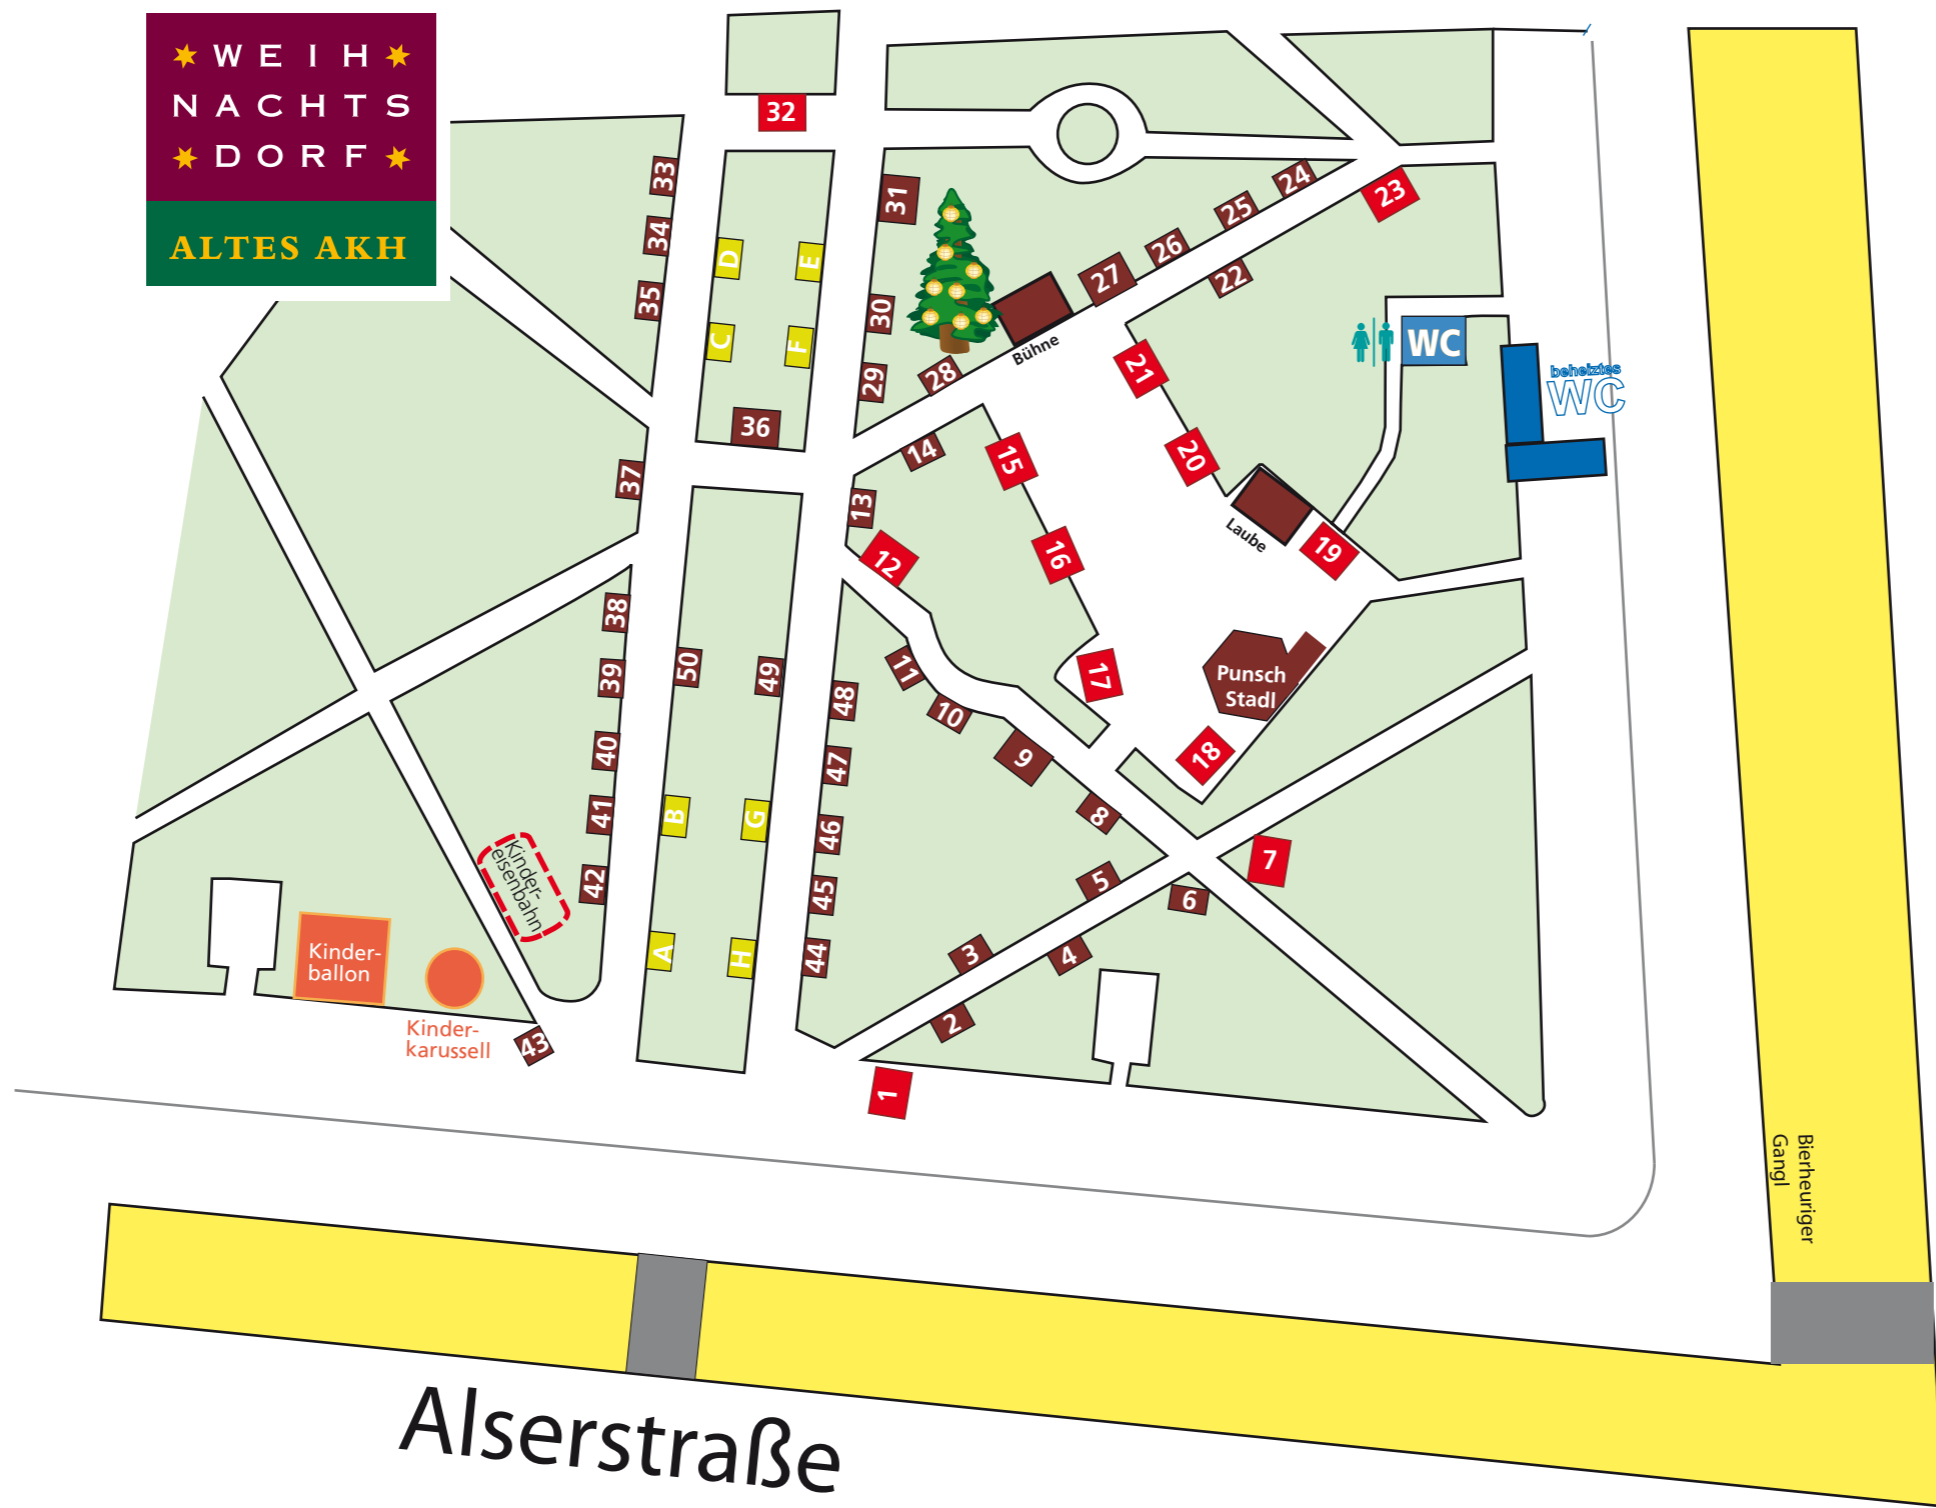 WEIH
NACHTS
DORF
ALTES AKH
32
33
34
35
31
D
E
C
F
30
29
36
28
Bühne
27
26
25
24
23
22
21
20
WC
beheiztes
WC
37
14
15
13
12
16
Laube
19
17
Punsch
Stadl
18
38
39
40
41
42
50
49
B
G
A
H
48
47
46
45
44
11
10
9
8
7
5
6
3
4
2
1
Kinder-
eisenbahn
Kinder-
ballon
Kinder-
karussell
43
Bierheuriger
Gangl
Alserstraße